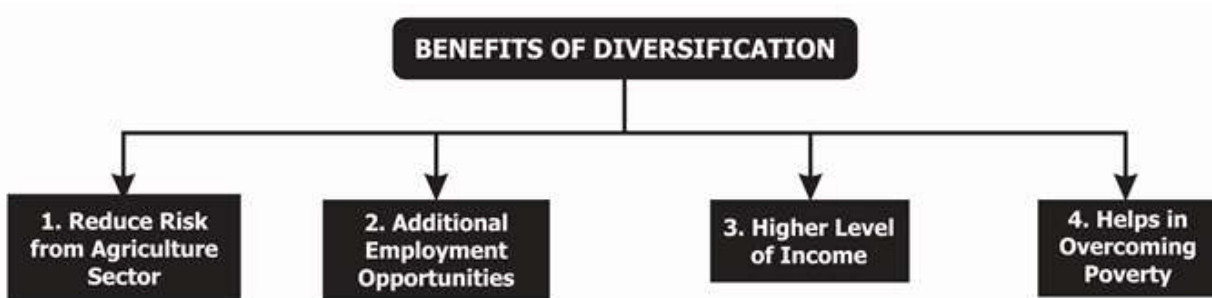 BENEFITS OF DIVERSIFICATION
1. Reduce Risk
from Agriculture
Sector
2. Additional
Employment
Opportunities
3. Higher Level
of Income
4. Helps in
Overcoming
Poverty